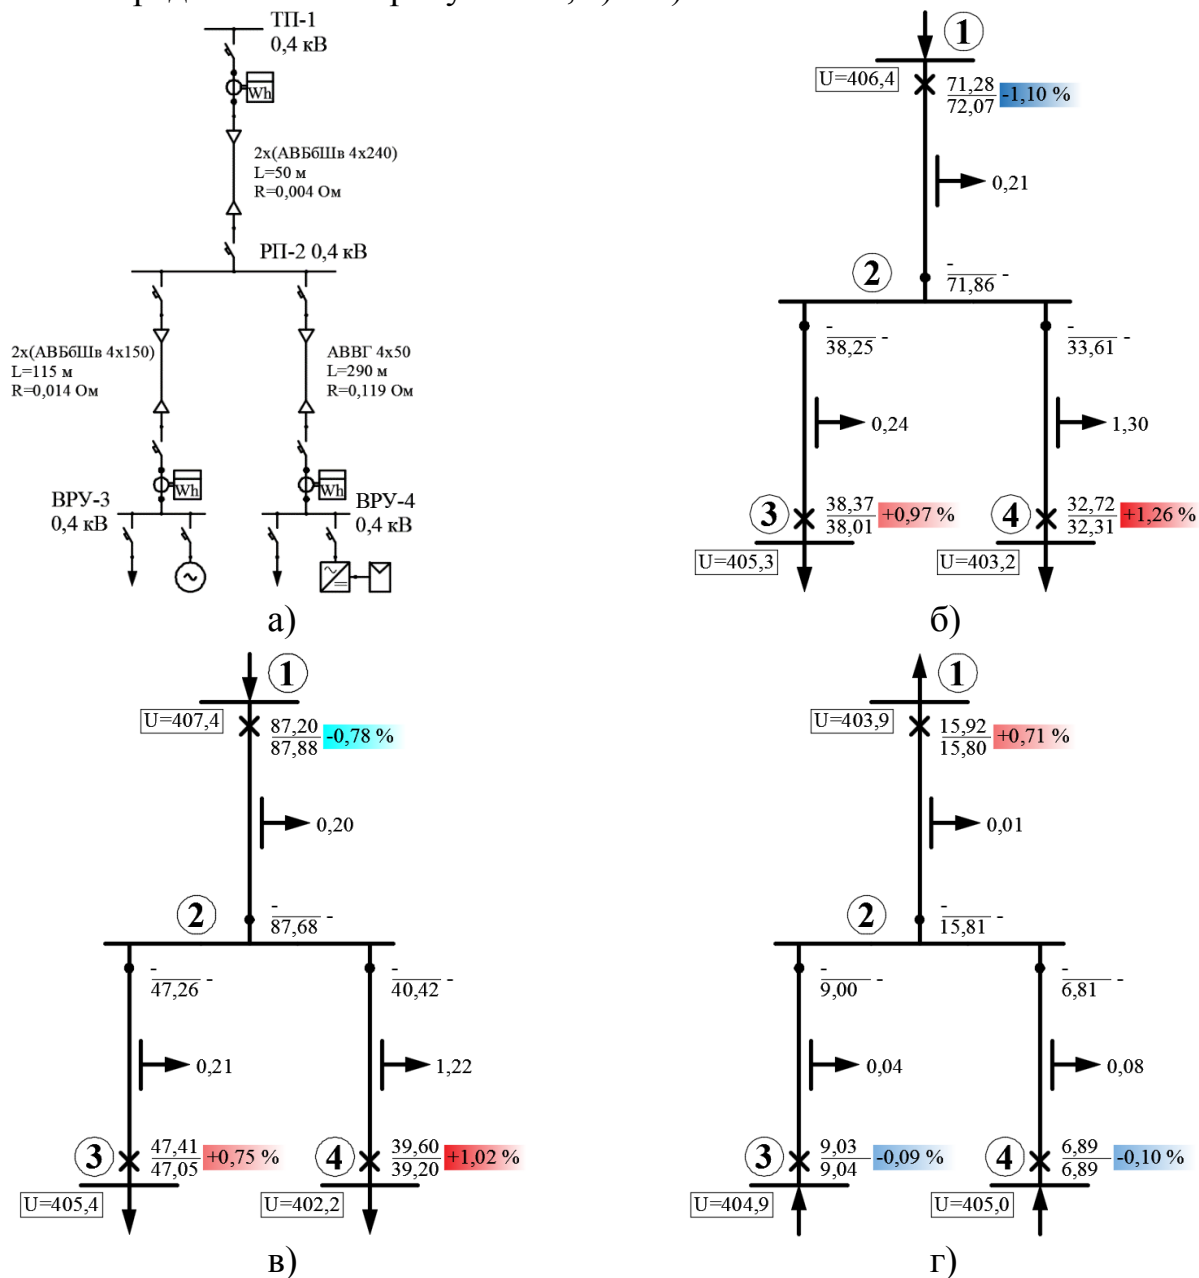 ТП-1
0,4 кВ
Wh
2х(АВБбШв 4х240)
L=50 м
R=0,004 Ом
РП-2 0,4 кВ
2х(АВБбШв 4х150)
L=115 м
R=0,014 Ом
АВВГ 4х50
L=290 м
R=0,119 Ом
ВРУ-3
0,4 кВ
Wh
Wh
ВРУ-4
0,4 кВ
а)
1
U=406,4
71,28
72,07
-1,10 %
0,21
2
-
71,86
-
-
38,25
-
-
33,61
-
0,24
1,30
3
38,37
38,01
+0,97 %
4
32,72
32,31
+1,26 %
U=405,3
U=403,2
б)
1
U=407,4
87,20
87,88
-0,78 %
0,20
2
-
87,68
-
-
47,26
-
-
40,42
-
0,21
1,22
3
47,41
47,05
+0,75 %
4
39,60
39,20
+1,02 %
U=405,4
U=402,2
в)
1
U=403,9
15,92
15,80
+0,71 %
0,01
2
-
15,81
-
-
9,00
-
-
6,81
-
0,04
0,08
3
9,03
9,04
-0,09 %
4
6,89
6,89
-0,10 %
U=404,9
U=405,0
г)